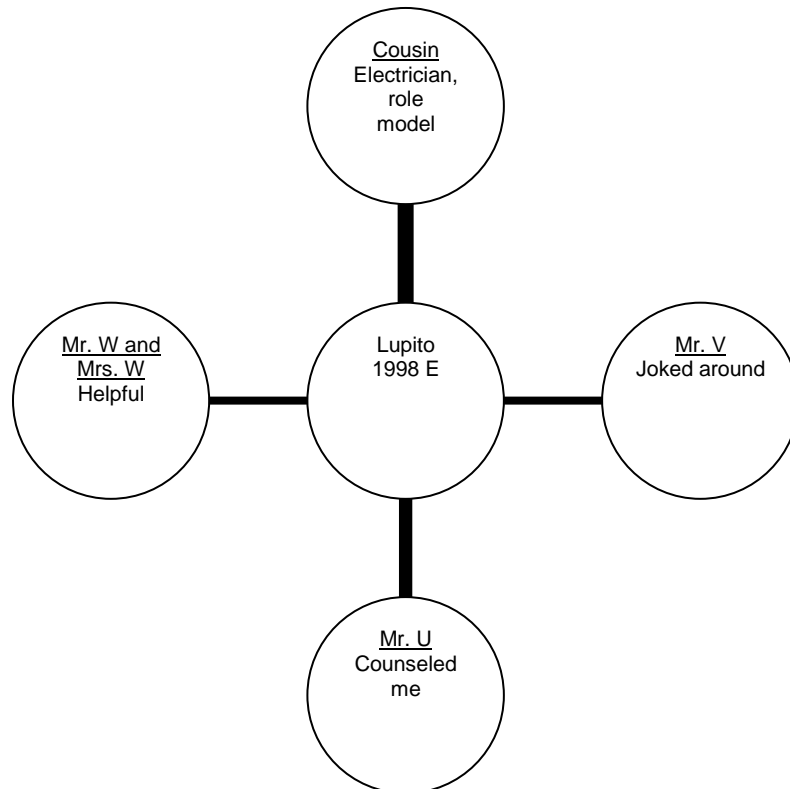 Cousin
Electrician,
role
model
Mr. W and
Mrs. W
Helpful
Lupito
1998 E
Mr. V
Joked around
Mr. U
Counseled
me